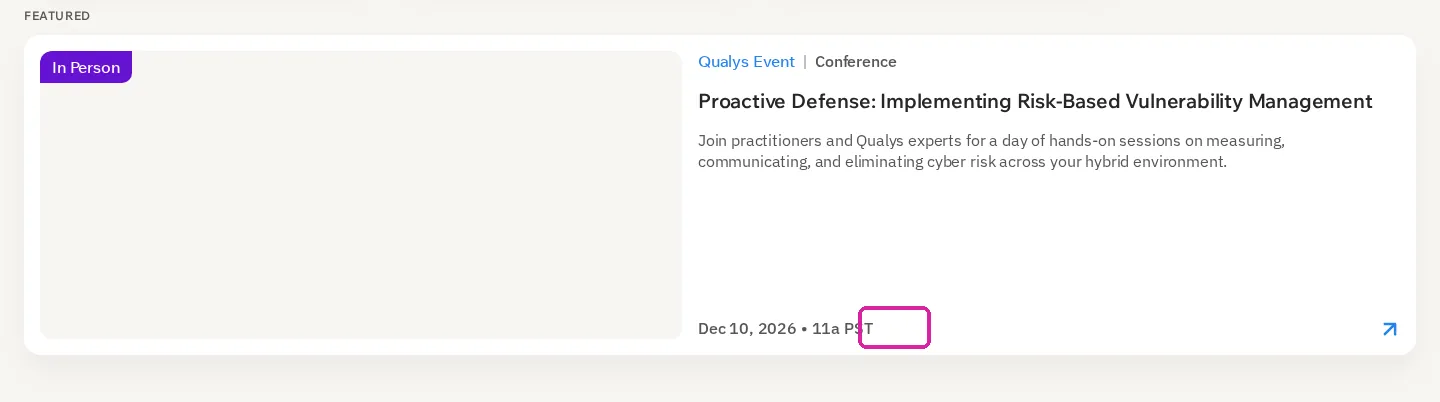 FEATURED
In Person
Qualys Event | Conference
Proactive Defense: Implementing Risk-Based Vulnerability Management
Join practitioners and Qualys experts for a day of hands-on sessions on measuring,
communicating, and eliminating cyber risk across your hybrid environment.
Dec 10, 2026 • 11a PST